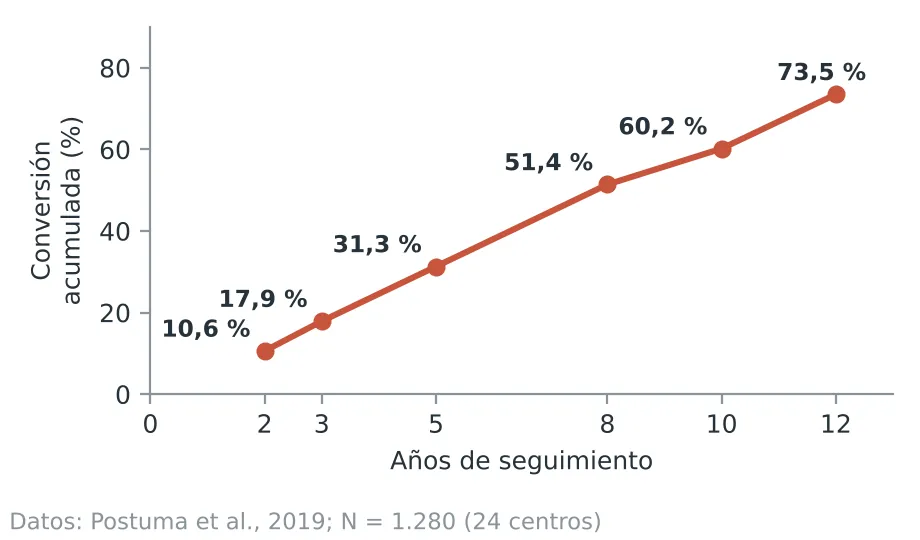 Conversión
acumulada (%)
80
60
40
20
0
73,5 %
60,2 %
51,4 %
31,3 %
17,9 %
10,6 %
0 2 3 5 8 10 12
Años de seguimiento
Datos: Postuma et al., 2019; N = 1.280 (24 centros)